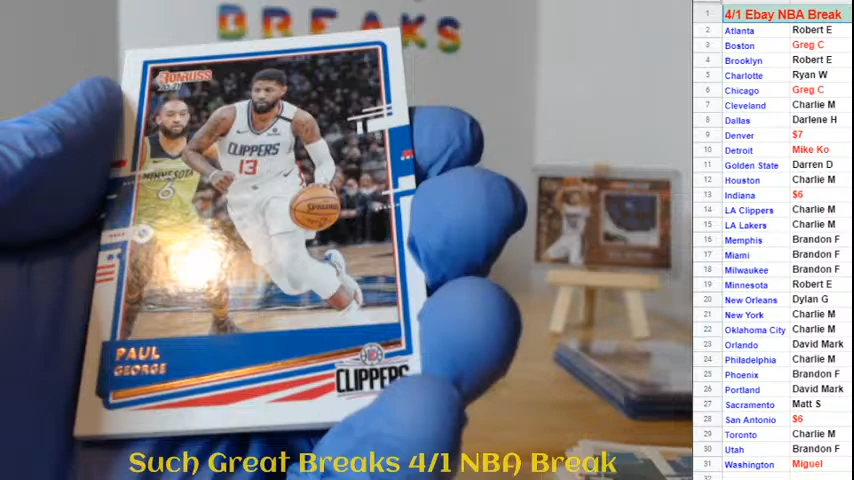 BREAKS
DONRUSS
20-21
MINNESOTA
6
CLIPPERS
13
SPALDING
PAUL
GEORGE
CLIPPERS
Such Great Breaks 4/1 NBA Break
1 4/1 Ebay NBA Break
2 Atlanta Robert E
3 Boston Greg C
4 Brooklyn Robert E
5 Charlotte Ryan W
6 Chicago Greg C
7 Cleveland Charlie M
8 Dallas Darlene H
9 Denver $7
10 Detroit Mike Ko
11 Golden State Darren D
12 Houston Charlie M
13 Indiana $6
14 LA Clippers Charlie M
15 LA Lakers Charlie M
16 Memphis Brandon F
17 Miami Brandon F
18 Milwaukee Brandon F
19 Minnesota Robert E
20 New Orleans Dylan G
21 New York Charlie M
22 Oklahoma City Charlie M
23 Orlando David Mark
24 Philadelphia Charlie M
25 Phoenix Brandon F
26 Portland David Mark
27 Sacramento Matt S
28 San Antonio $6
29 Toronto Charlie M
30 Utah Brandon F
31 Washington Miguel